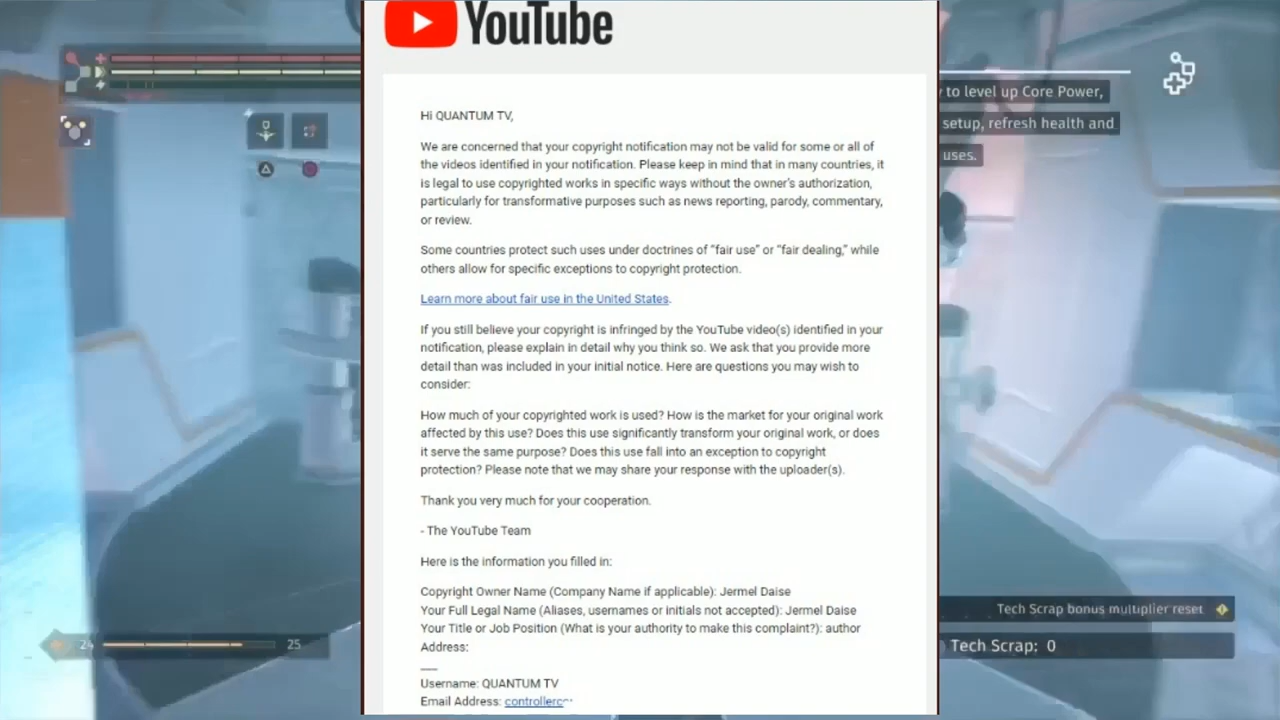 YouTube
Hi QUANTUM TV,
We are concerned that your copyright notification may not be valid for some or all of
the videos identified in your notification. Please keep in mind that in many countries, it
is legal to use copyrighted works in specific ways without the owner's authorization,
particularly for transformative purposes such as news reporting, parody, commentary,
or review.
Some countries protect such uses under doctrines of "fair use" or "fair dealing," while
others allow for specific exceptions to copyright protection.
Learn more about fair use in the United States.
If you still believe your copyright is infringed by the YouTube video(s) identified in your
notification, please explain in detail why you think so. We ask that you provide more
detail than was included in your initial notice. Here are questions you may wish to
consider:
How much of your copyrighted work is used? How is the market for your original work
affected by this use? Does this use significantly transform your original work, or does
it serve the same purpose? Does this use fall into an exception to copyright
protection? Please note that we may share your response with the uploader(s).
Thank you very much for your cooperation.
- The YouTube Team
Here is the information you filled in:
Copyright Owner Name (Company Name if applicable): Jermel Daise
Your Full Legal Name (Aliases, usernames or initials not accepted): Jermel Daise
Your Title or Job Position (What is your authority to make this complaint?): author
Address:
Username: QUANTUM TV
Email Address:
to level up Core Power,
setup, refresh health and
uses.
24
25
Tech Scrap bonus multiplier reset
Tech Scrap: 0